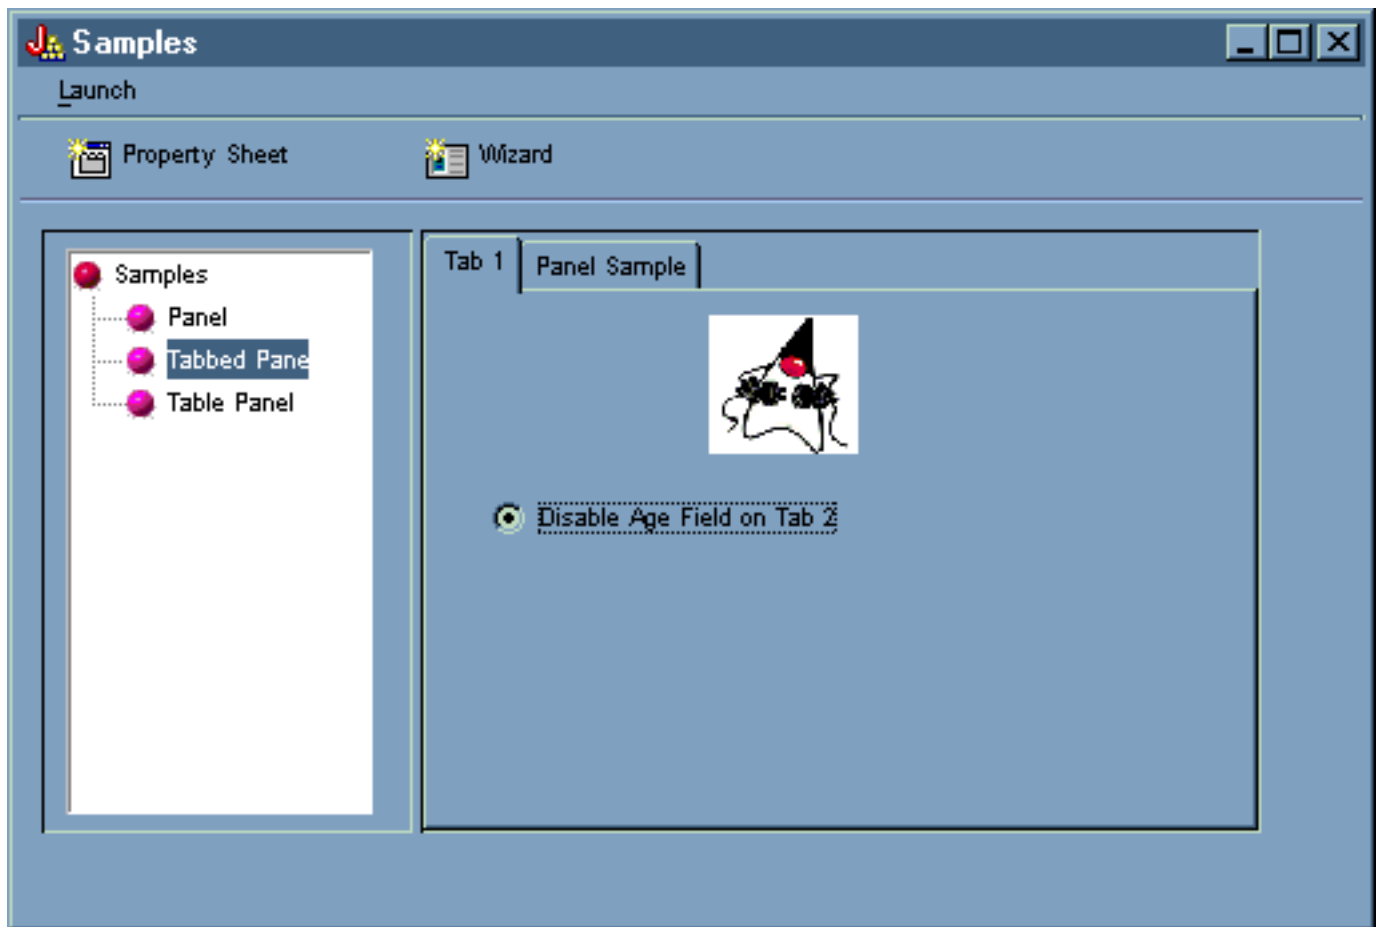 Samples
Launch
Property Sheet
Wizard
Samples
Panel
Tabbed Pane
Table Panel
Tab 1
Panel Sample
Disable Age Field on Tab 2